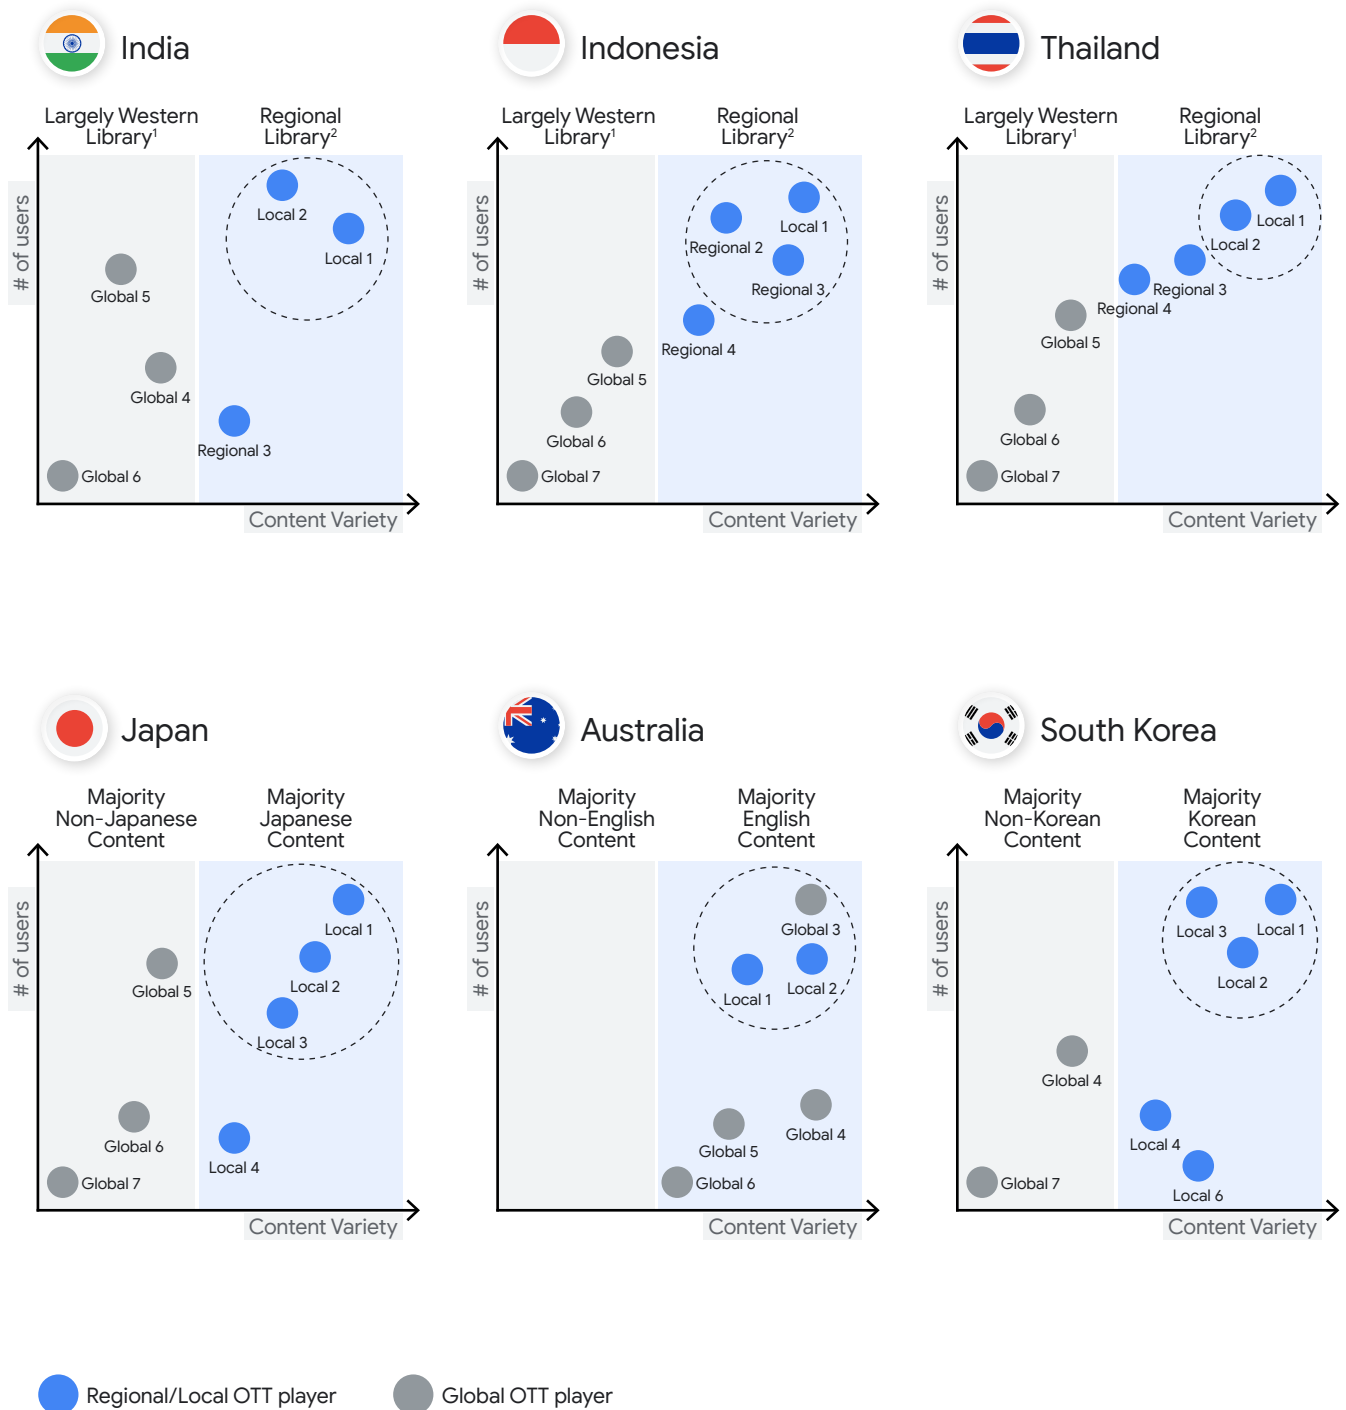 India
Largely Western
Library¹
Regional
Library²
# of users
Local 2
Local 1
Global 5
Global 4
Regional 3
Global 6
Content Variety
Indonesia
Largely Western
Library¹
Regional
Library²
# of users
Local 1
Regional 2
Regional 3
Regional 4
Global 5
Global 6
Global 7
Content Variety
Thailand
Largely Western
Library¹
Regional
Library²
# of users
Local 1
Local 2
Regional 3
Regional 4
Global 5
Global 6
Global 7
Content Variety
Japan
Majority
Non-Japanese
Content
Majority
Japanese
Content
# of users
Local 1
Local 2
Global 5
Local 3
Global 6
Local 4
Global 7
Content Variety
Australia
Majority
Non-English
Content
Majority
English
Content
# of users
Global 3
Local 2
Local 1
Global 4
Global 5
Global 6
Content Variety
South Korea
Majority
Non-Korean
Content
Majority
Korean
Content
# of users
Local 3
Local 1
Local 2
Global 4
Local 4
Local 6
Global 7
Content Variety
Regional/Local OTT player
Global OTT player